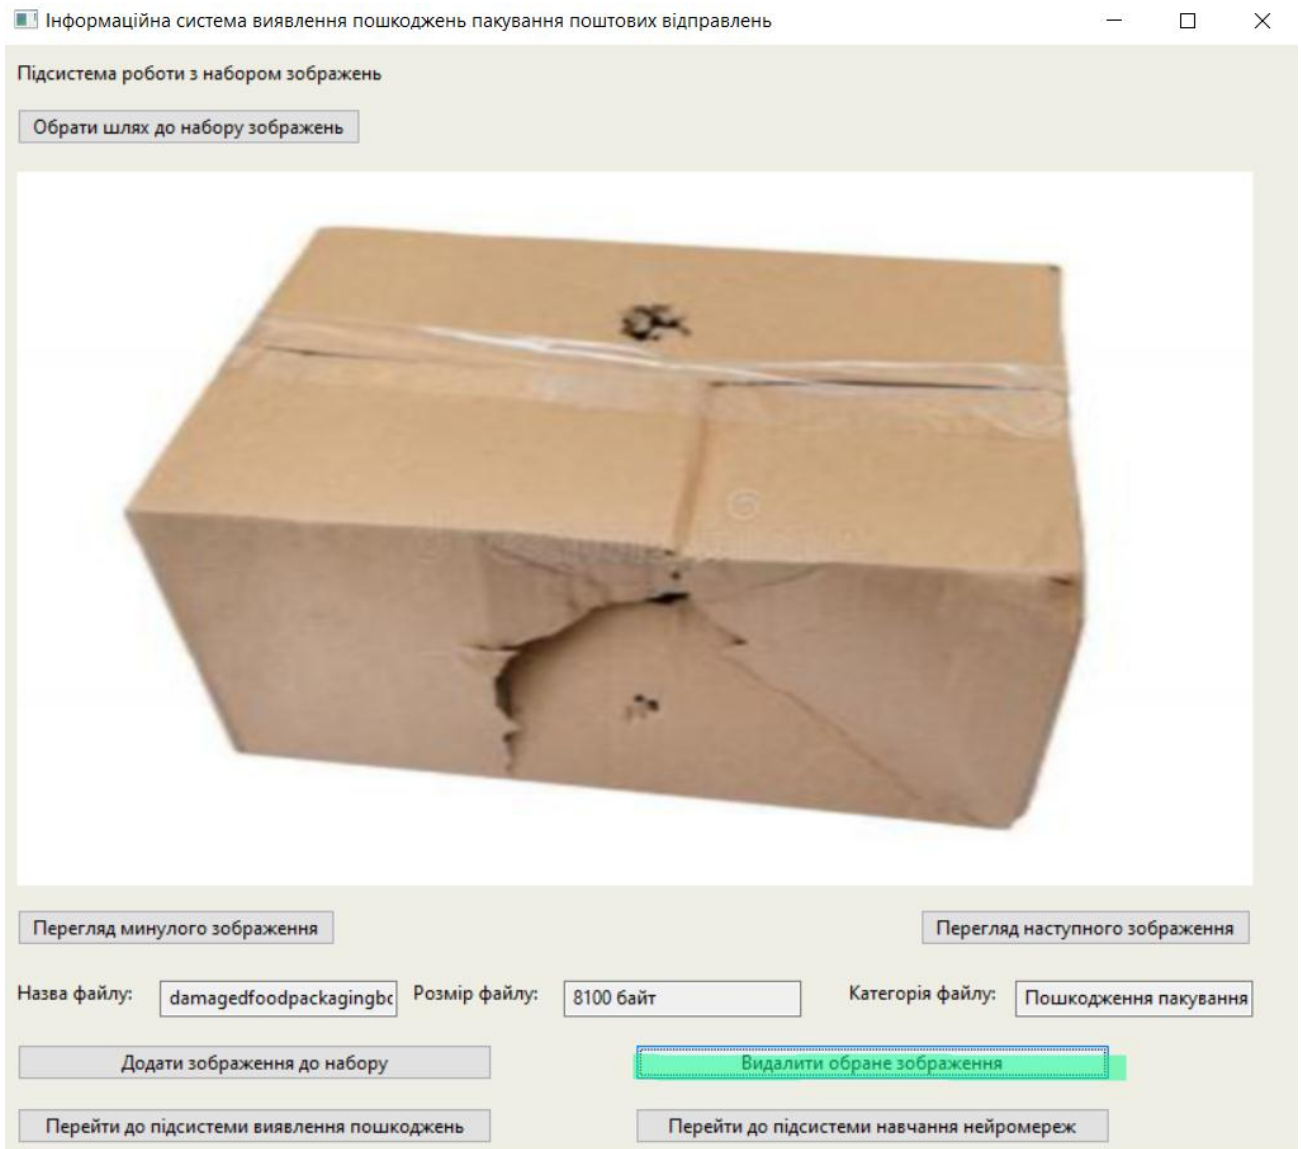 Інформаційна система виявлення пошкоджень пакування поштових відправлень
Підсистема роботи з набором зображень
Обрати шлях до набору зображень
Перегляд минулого зображення
Перегляд наступного зображення
Назва файлу: damagedfoodpackagingbc Розмір файлу: 8100 байт Категорія файлу: Пошкодження пакування
Додати зображення до набору
Видалити обране зображення
Перейти до підсистеми виявлення пошкоджень
Перейти до підсистеми навчання нейромереж